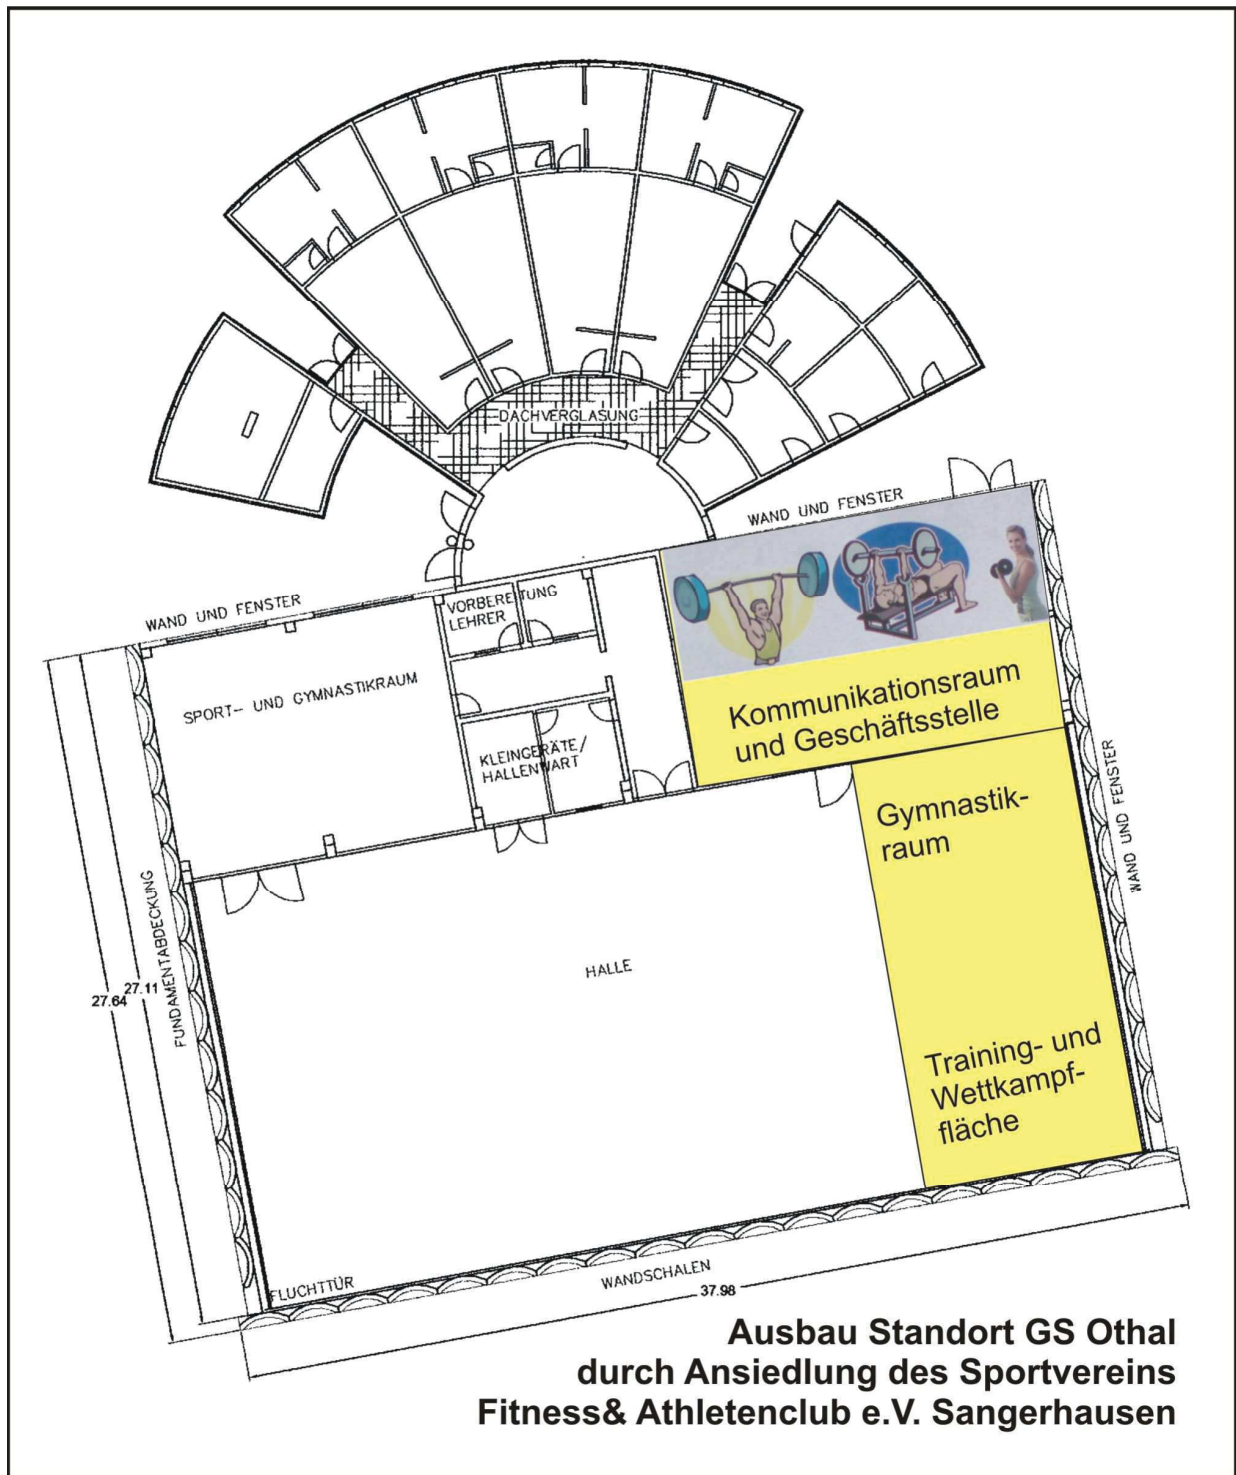 DACHVERGLASUNG
WAND UND FENSTER
WAND UND FENSTER
VORBEREITUNG
LEHRER
SPORT- UND GYMNASTIKRAUM
KLEINGERÄTE/
HALLENWART
Kommunikationsraum
und Geschäftsstelle
WAND UND FENSTER
Gymnastik-
raum
FUNDAMENTABDECKUNG
HALLE
27.64
27.11
Training- und
Wettkampf-
fläche
FLUCHTTÜR
WANDSCHALEN
37.98
Ausbau Standort GS Othal
durch Ansiedlung des Sportvereins
Fitness& Athletenclub e.V. Sangerhausen